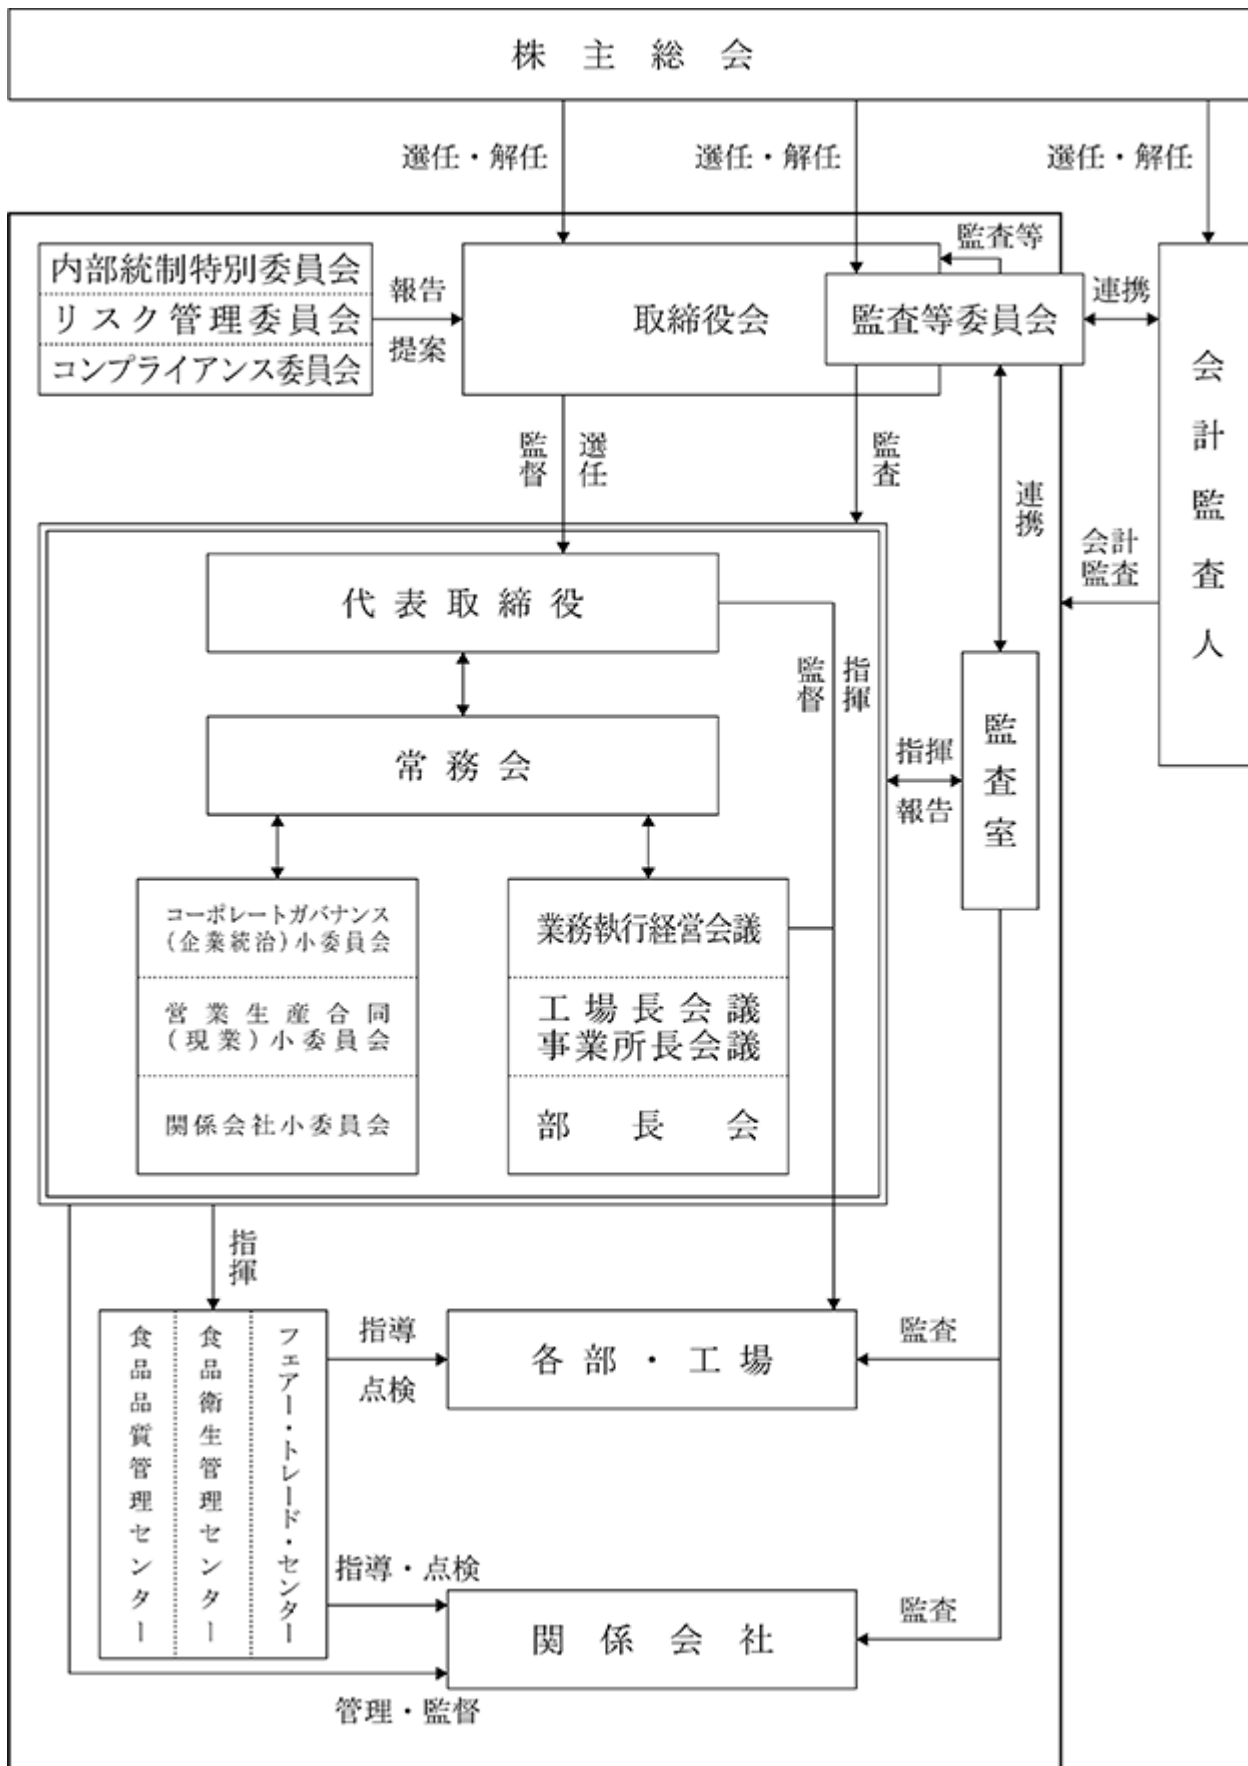 株主総会
選任・解任
選任・解任
選任・解任
内部統制特別委員会
リスク管理委員会
コンプライアンス委員会
報告
提案
取締役会
監査等
監査等委員会
連携
会計監査人
監督
選任
監査
連携
会計
監査
代表取締役
監督
指揮
常務会
指揮
報告
監査室
コーポレートガバナンス
(企業統治)小委員会
営業生産合同
(現業)小委員会
関係会社小委員会
業務執行経営会議
工場長会議
事業所長会議
部長会
指揮
食品品質管理センター
食品衛生管理センター
フェアー・トレード・センター
指導
点検
各部・工場
監査
指導・点検
関係会社
監査
管理・監督